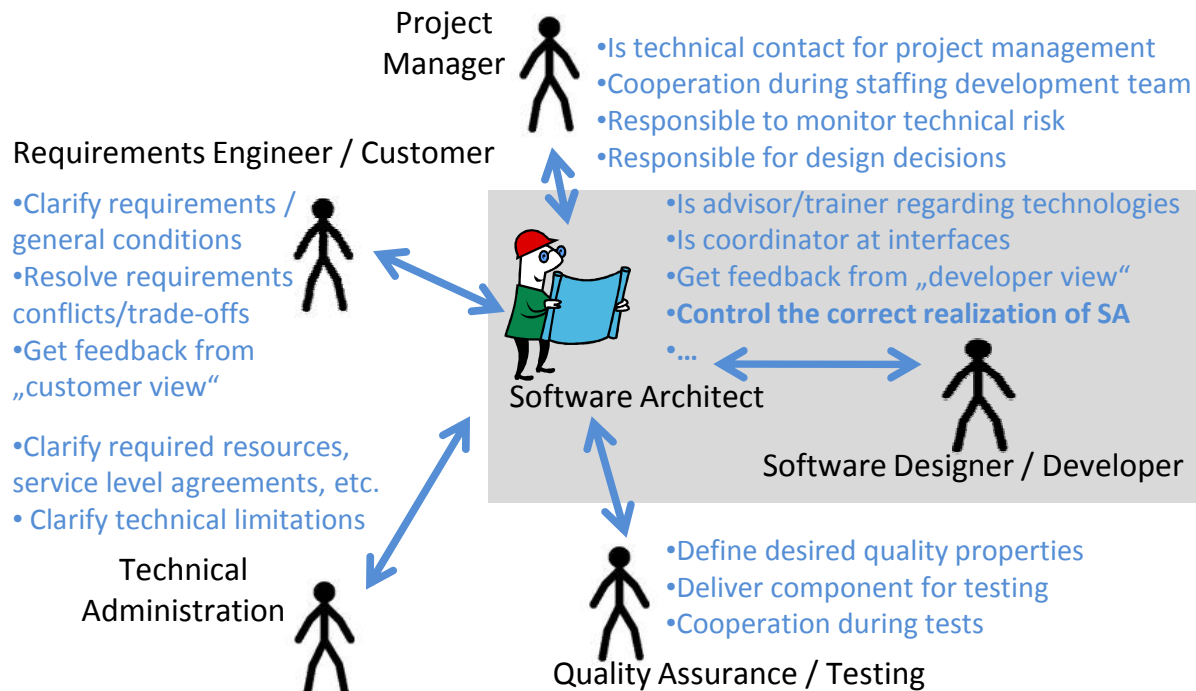 Project
Manager
•Is technical contact for project management
•Cooperation during staffing development team
•Responsible to monitor technical risk
•Responsible for design decisions
Requirements Engineer / Customer
•Clarify requirements /
general conditions
•Resolve requirements
conflicts/trade-offs
•Get feedback from
„customer view“
•Is advisor/trainer regarding technologies
•Is coordinator at interfaces
•Get feedback from „developer view“
•Control the correct realization of SA
•...
Software Architect
Software Designer / Developer
•Clarify required resources,
service level agreements, etc.
• Clarify technical limitations
Technical
Administration
•Define desired quality properties
•Deliver component for testing
•Cooperation during tests
Quality Assurance / Testing